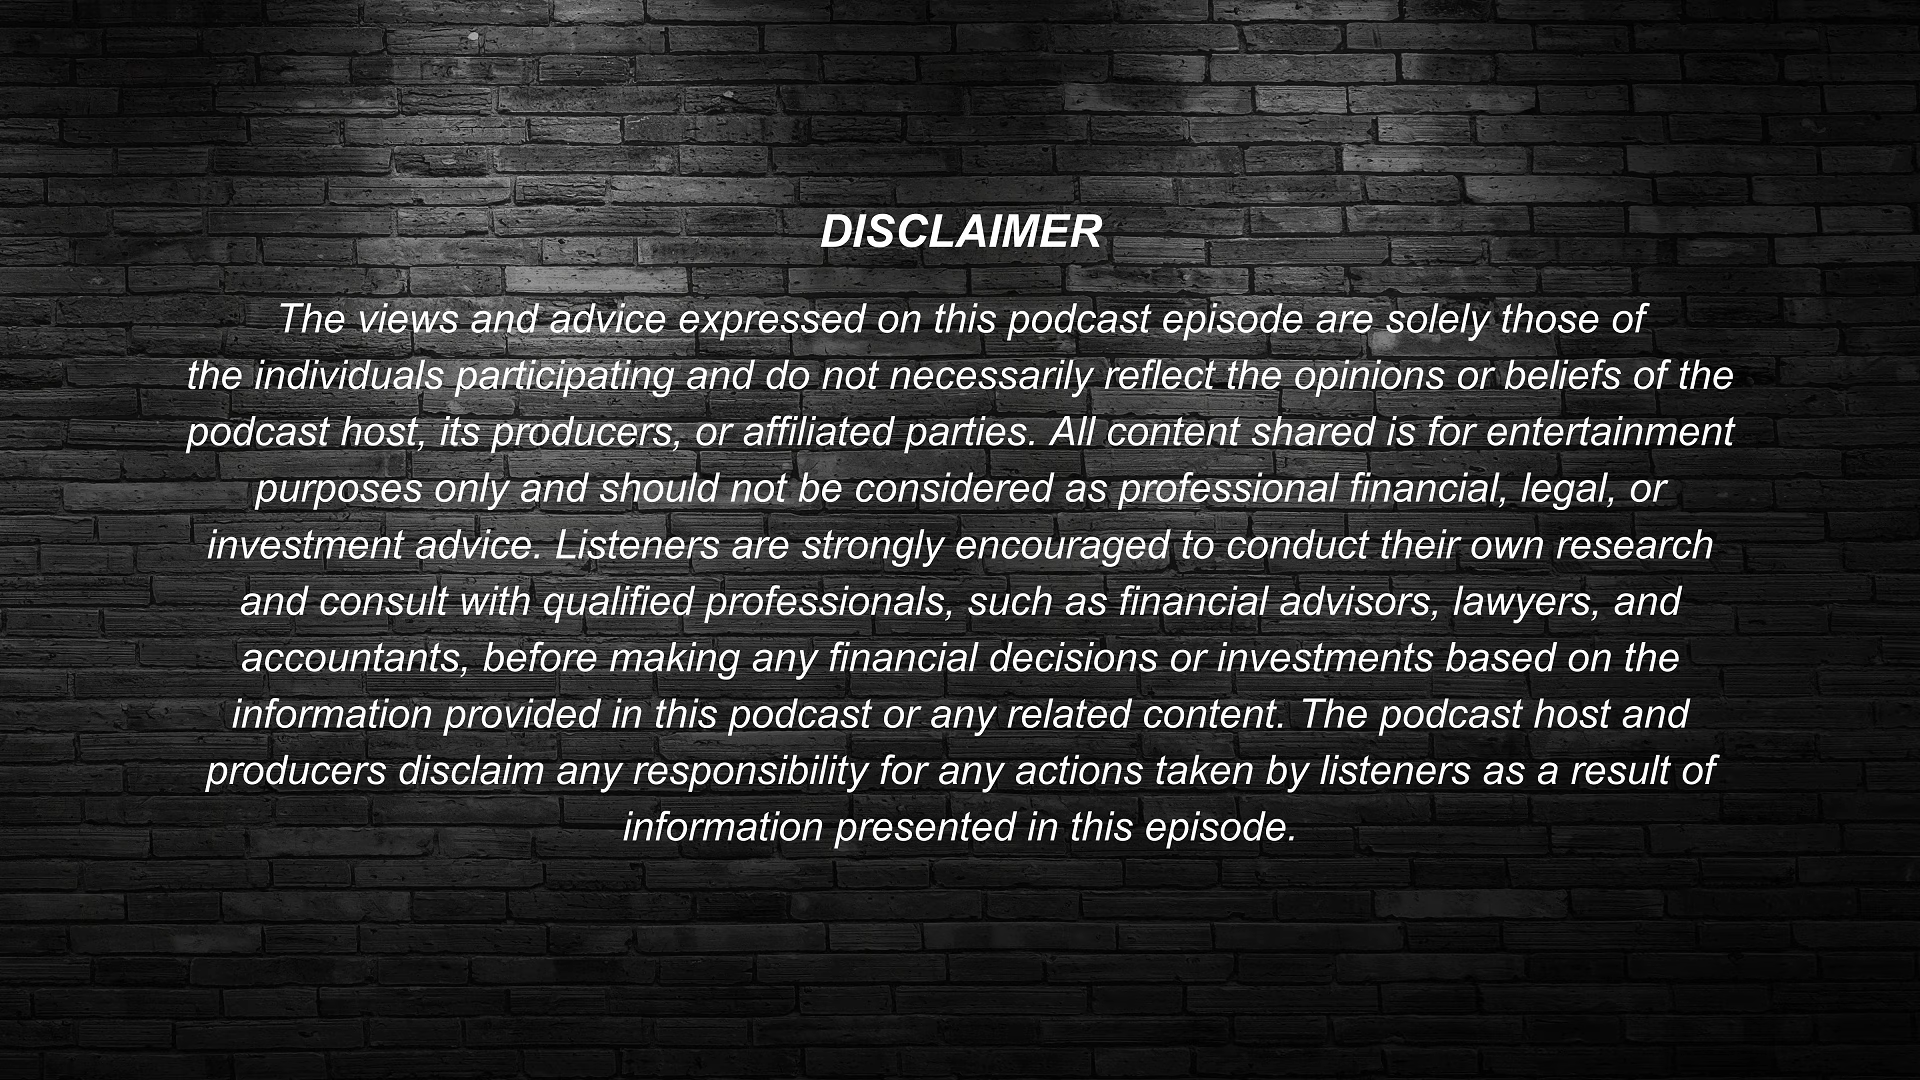 DISCLAIMER
The views and advice expressed on this podcast episode are solely those of
the individuals participating and do not necessarily reflect the opinions or beliefs of the
podcast host, its producers, or affiliated parties. All content shared is for entertainment
purposes only and should not be considered as professional financial, legal, or
investment advice. Listeners are strongly encouraged to conduct their own research
and consult with qualified professionals, such as financial advisors, lawyers, and
accountants, before making any financial decisions or investments based on the
information provided in this podcast or any related content. The podcast host and
producers disclaim any responsibility for any actions taken by listeners as a result of
information presented in this episode.